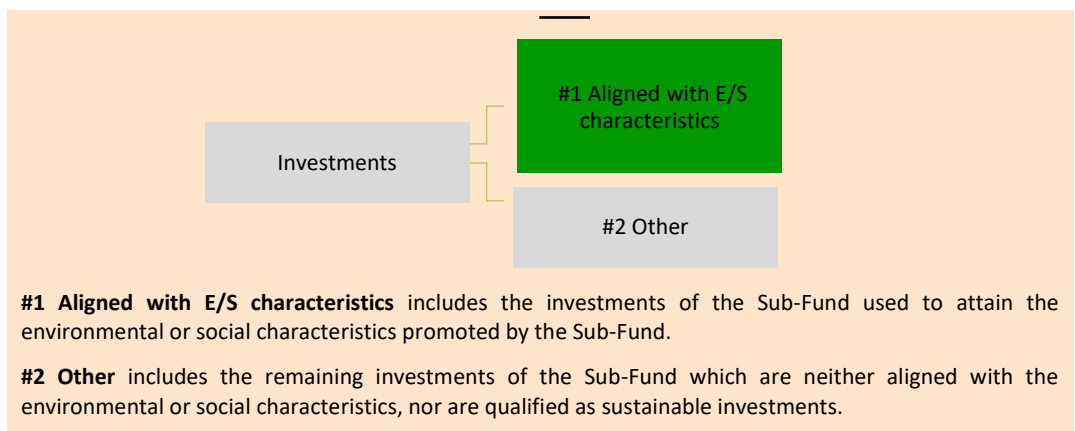 #1 Aligned with E/S
characteristics
Investments
#2 Other
#1 Aligned with E/S characteristics includes the investments of the Sub-Fund used to attain the
environmental or social characteristics promoted by the Sub-Fund.
#2 Other includes the remaining investments of the Sub-Fund which are neither aligned with the
environmental or social characteristics, nor are qualified as sustainable investments.